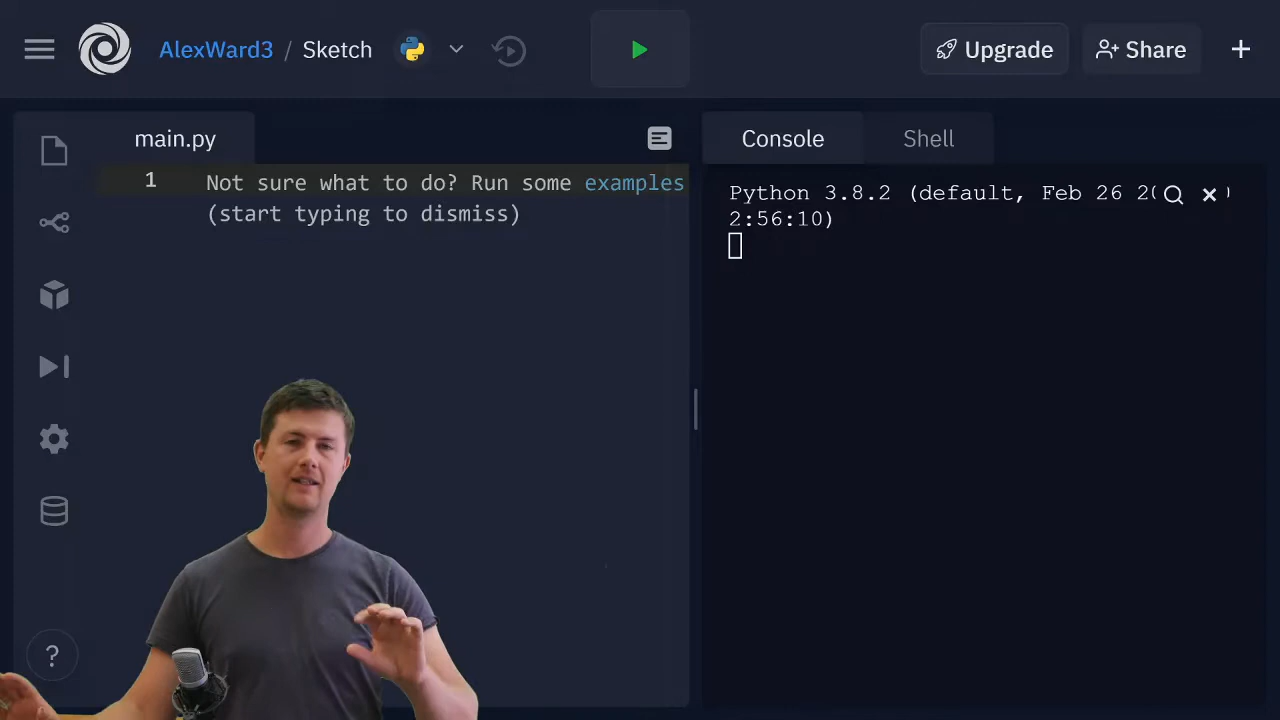 AlexWard3 / Sketch
Upgrade
Share
main.py
1 Not sure what to do? Run some examples
(start typing to dismiss)
Console
Shell
Python 3.8.2 (default, Feb 26
2:56:10)
?